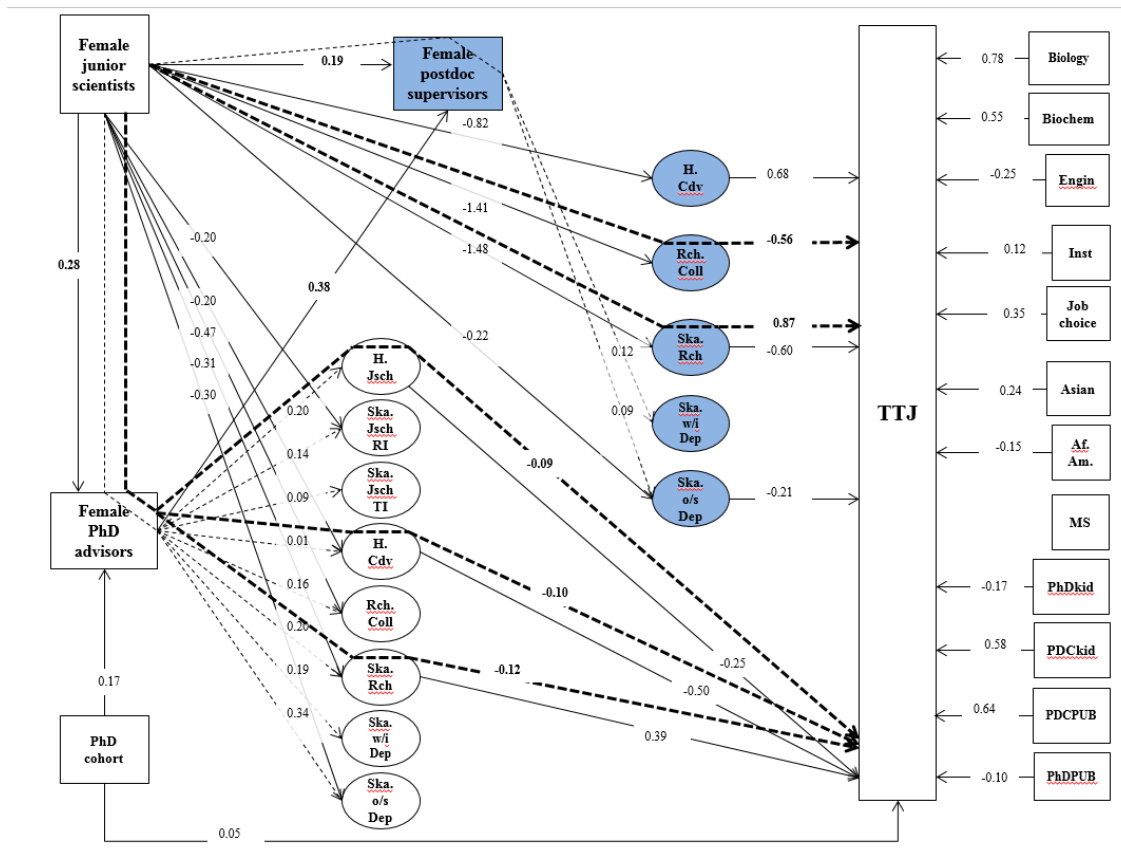 Female
junior
scientists
0.19
Female
postdoc
supervisors
-0.82
H.
Cdv
0.68
-1.41
-0.56
Rch.
Coll
-1.48
0.87
Ska.
Rch
-0.60
-0.22
0.12
Ska.
w/i
Dep
0.09
Ska.
o/s
Dep
-0.21
0.28
-0.20
-0.20
-0.47
-0.31
-0.30
0.38
H.
Jsch
0.20
Ska.
Jsch
RI
0.14
Ska.
Jsch
TI
0.09
H.
Cdv
0.01
Rch.
Coll
0.16
Ska.
Rch
0.20
Ska.
w/i
Dep
0.19
Ska.
o/s
Dep
0.34
Female
PhD
advisors
0.17
PhD
cohort
0.05
-0.09
-0.10
-0.12
-0.25
-0.50
0.39
TTJ
0.78
Biology
0.55
Biochem
-0.25
Engin
0.12
Inst
0.35
Job
choice
0.24
Asian
-0.15
Af.
Am.
MS
-0.17
PhDkid
0.58
PDCkid
0.64
PDCPUB
-0.10
PhDPUB